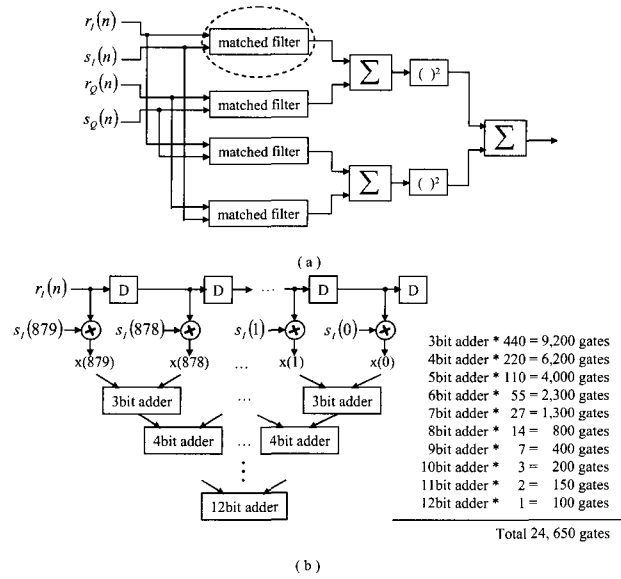 r_I(n)
matched filter
s_I(n)
Σ
( )²
r_Q(n)
matched filter
s_Q(n)
Σ
matched filter
Σ
( )²
matched filter
( a )
r_I(n)
D
D
...
D
D
s_I(879)
s_I(878)
s_I(1)
s_I(0)
x(879)
x(878)
...
x(1)
x(0)
3bit adder
...
3bit adder
4bit adder
...
4bit adder
12bit adder
3bit adder * 440 = 9,200 gates
4bit adder * 220 = 6,200 gates
5bit adder * 110 = 4,000 gates
6bit adder * 55 = 2,300 gates
7bit adder * 27 = 1,300 gates
8bit adder * 14 = 800 gates
9bit adder * 7 = 400 gates
10bit adder * 3 = 200 gates
11bit adder * 2 = 150 gates
12bit adder * 1 = 100 gates
Total 24, 650 gates
( b )